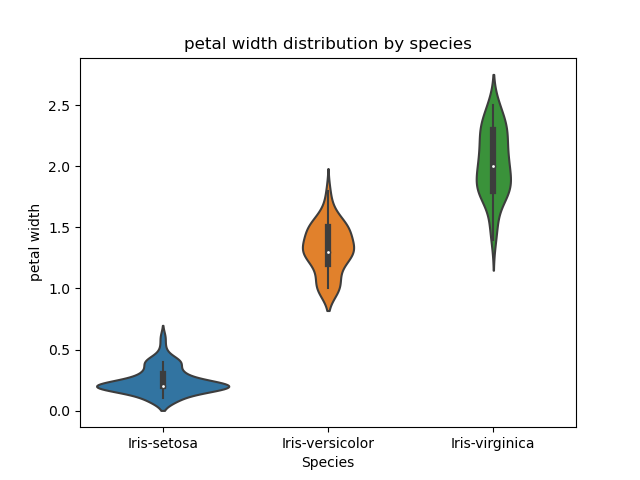 petal width distribution by species
petal width
2.5
2.0
1.5
1.0
0.5
0.0
Iris-setosa
Iris-versicolor
Iris-virginica
Species